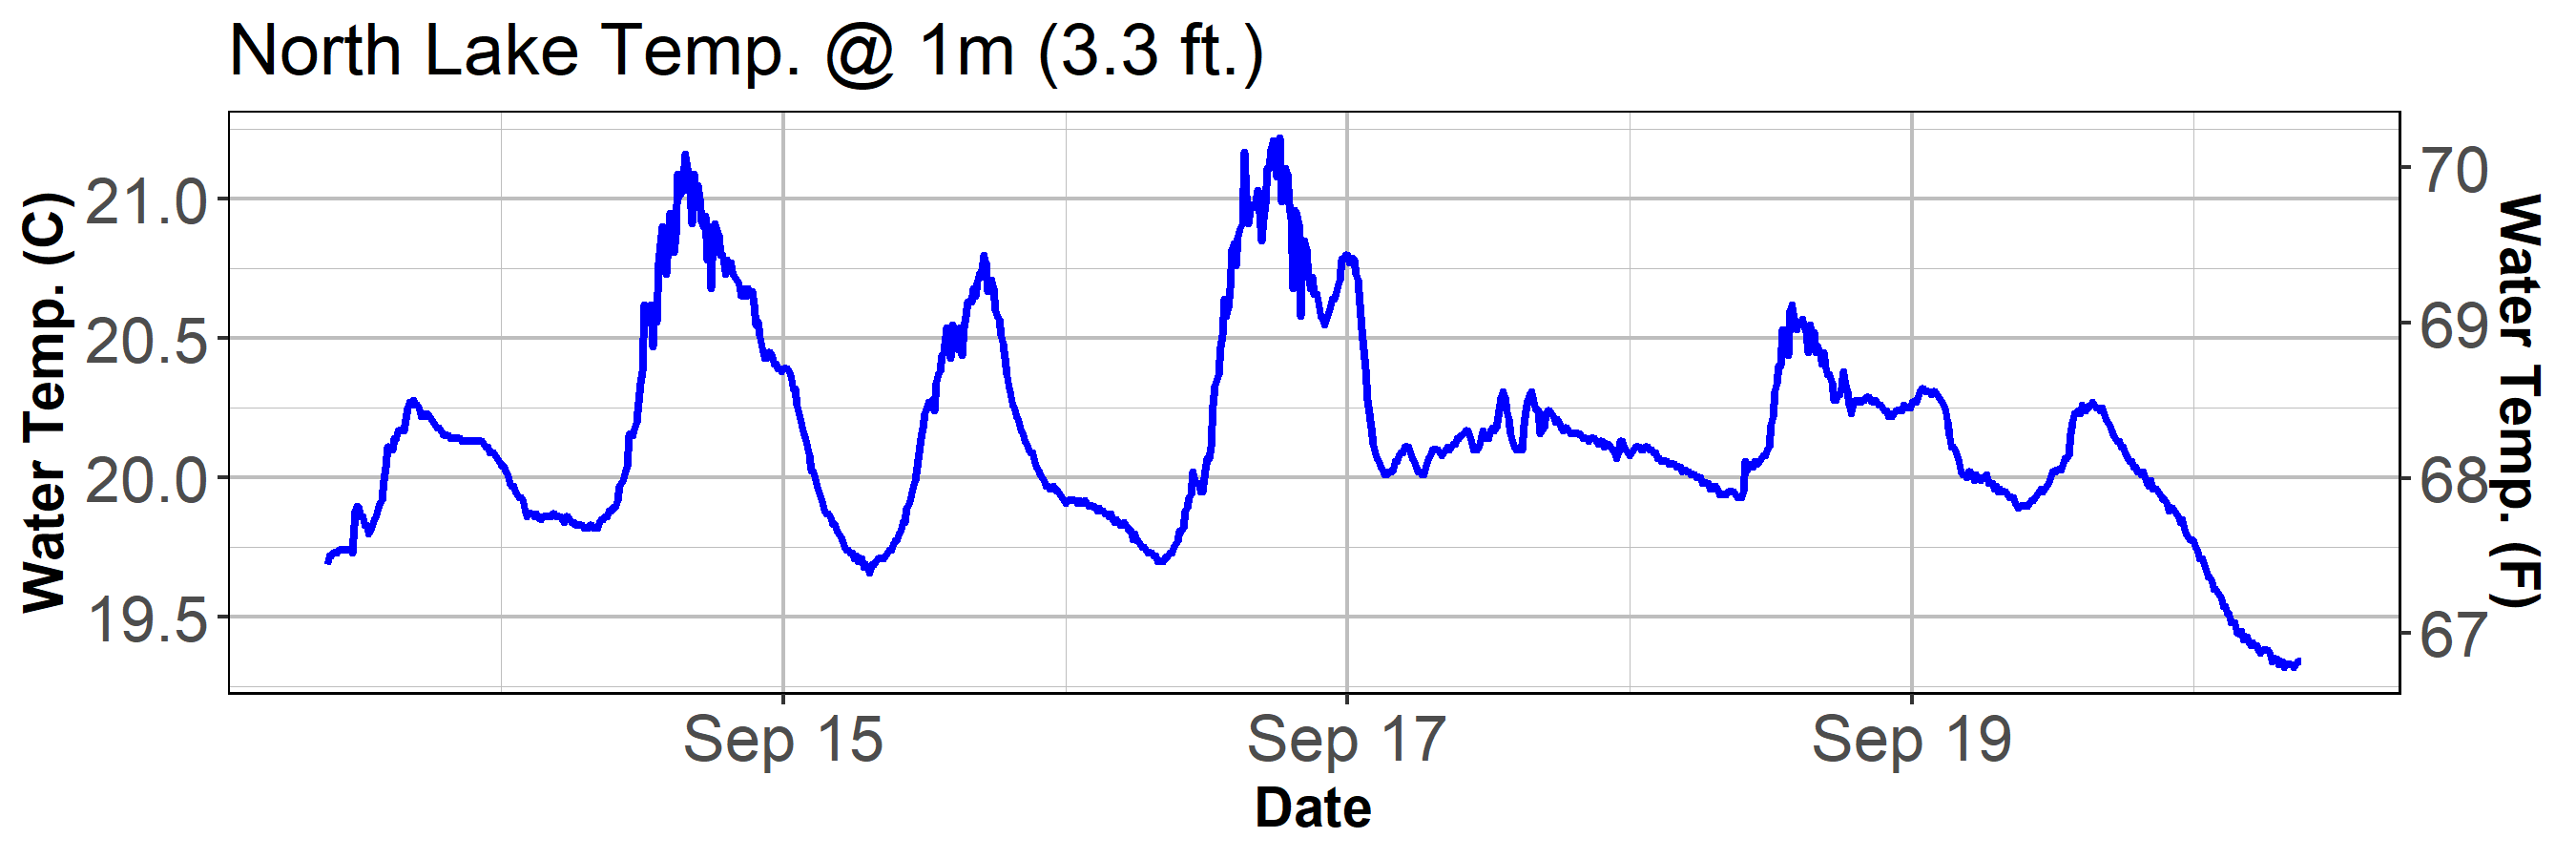 North Lake Temp. @ 1m (3.3 ft.)
Water Temp. (C)
21.0
20.5
20.0
19.5
70
69
68
67
Water Temp. (F)
Sep 15
Sep 17
Sep 19
Date